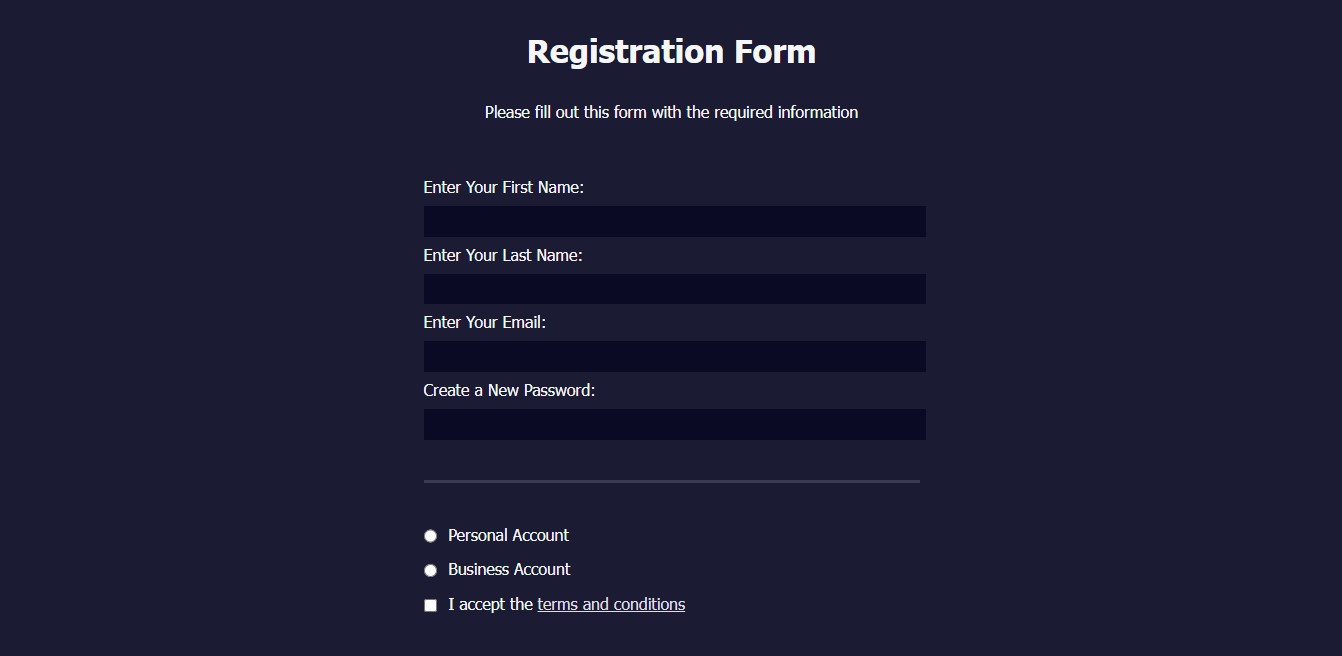 Registration Form
Please fill out this form with the required information
Enter Your First Name:
Enter Your Last Name:
Enter Your Email:
Create a New Password:
Personal Account
Business Account
I accept the terms and conditions